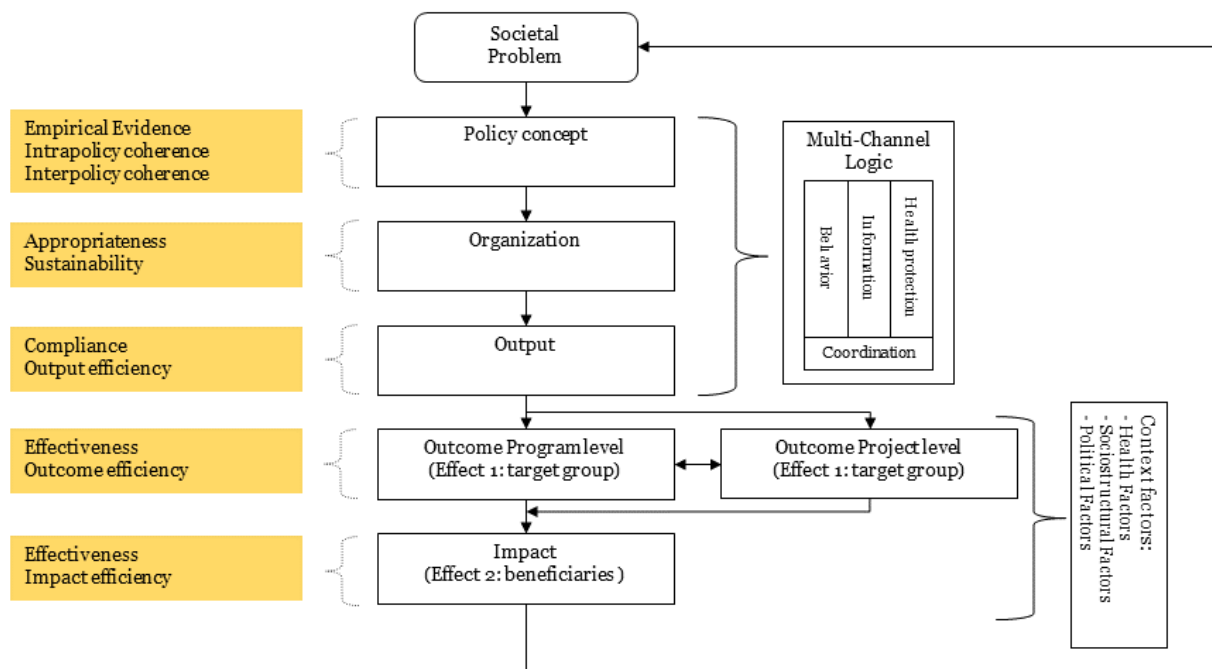 Societal
Problem
Empirical Evidence
Intrapolicy coherence
Interpolicy coherence
Policy concept
Multi-Channel
Logic
Behavior
Information
Health protection
Coordination
Appropriateness
Sustainability
Organization
Compliance
Output efficiency
Output
Effectiveness
Outcome efficiency
Outcome Program level
(Effect 1: target group)
Outcome Project level
(Effect 1: target group)
Context factors:
- Health Factors
- Sociostructural Factors
- Political Factors
Effectiveness
Impact efficiency
Impact
(Effect 2: beneficiaries)